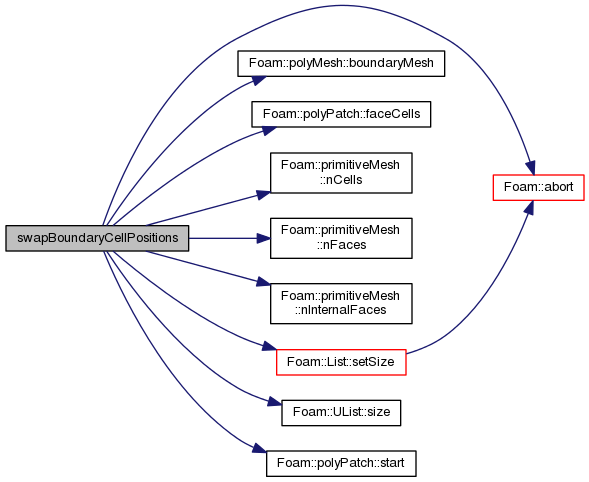 Foam::polyMesh::boundaryMesh
Foam::polyPatch::faceCells
Foam::primitiveMesh
::nCells
Foam::abort
swapBoundaryCellPositions
Foam::primitiveMesh
::nFaces
Foam::primitiveMesh
::nInternalFaces
Foam::List::setSize
Foam::UList::size
Foam::polyPatch::start